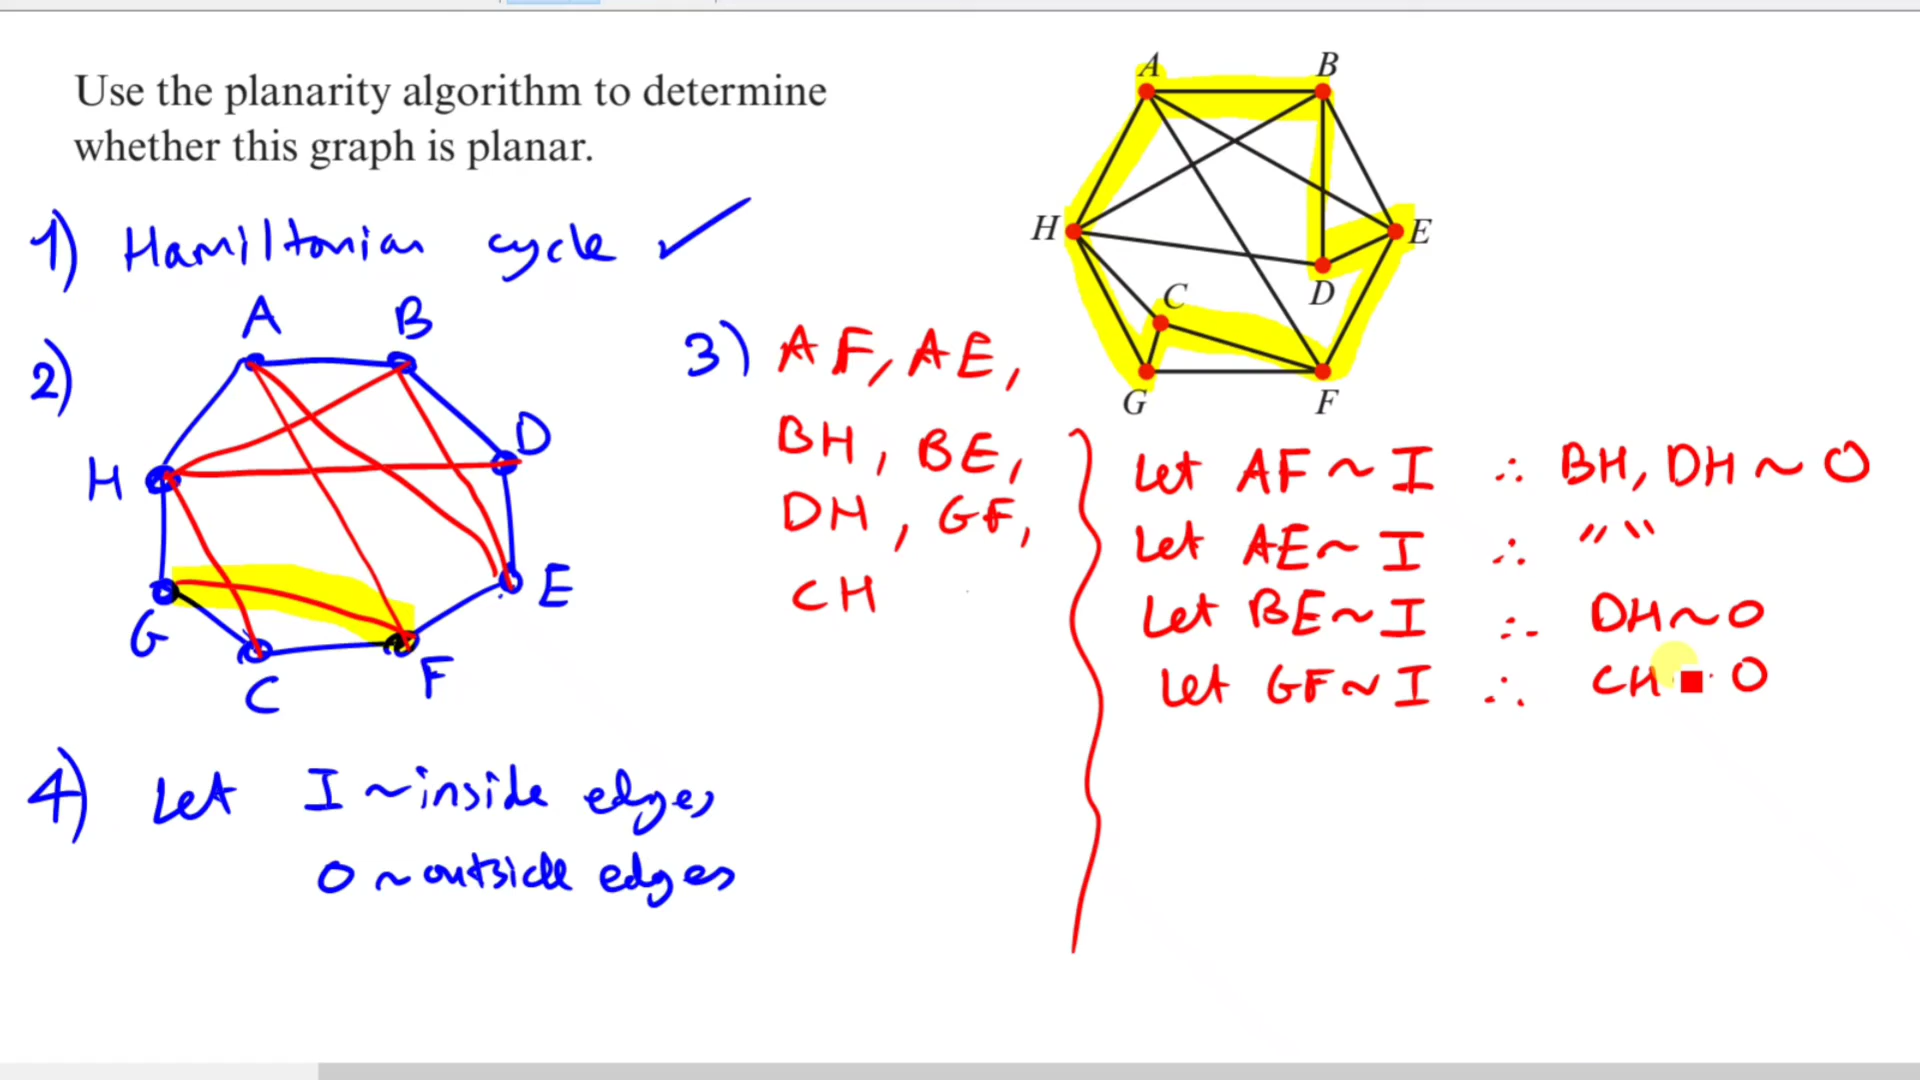 Use the planarity algorithm to determine
whether this graph is planar.
A B
H E
C D
G F
1) Hamiltonian cycle ✓
2)
A B
H D
G E
C F
3) AF, AE,
BH, BE,
DH, GF,
CH
Let AF ~ I ∴ BH, DH ~ O
Let AE ~ I ∴ " "
Let BE ~ I ∴ DH ~ O
Let GF ~ I ∴ CH O
4) Let I ~ inside edges
O ~ outside edges